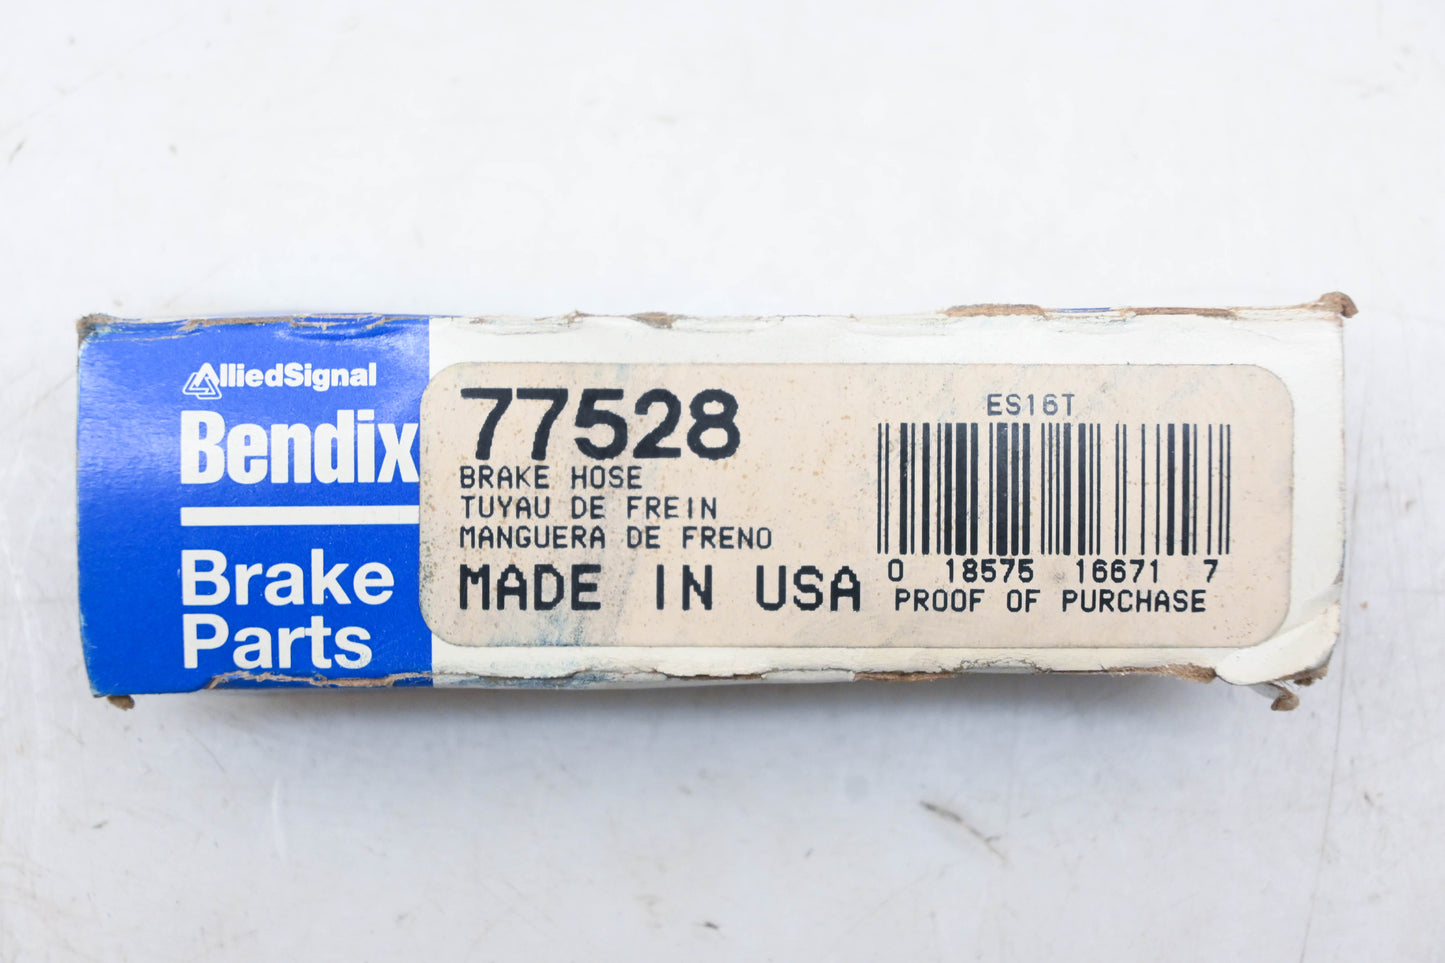 AlliedSignal
Bendix
Brake
Parts
77528
BRAKE HOSE
TUYAU DE FREIN
MANGUERA DE FRENO
MADE IN USA
ES16T
0 18575 16671 7
PROOF OF PURCHASE